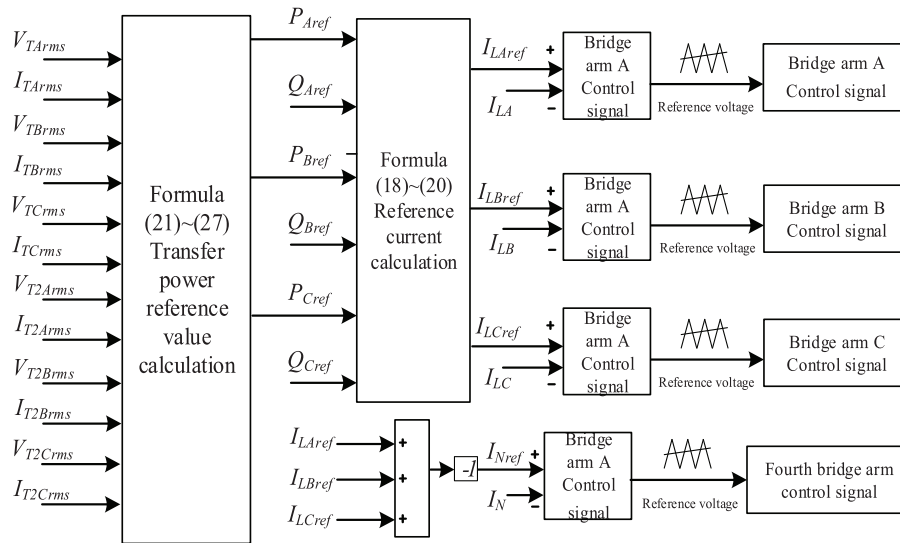 V_TArms
I_TArms
V_TBrms
I_TBrms
V_TCrms
I_TCrms
V_T2Arms
I_T2Arms
V_T2Brms
I_T2Brms
V_T2Crms
I_T2Crms
Formula
(21)~(27)
Transfer
power
reference
value
calculation
P_Aref
Q_Aref
P_Bref
Q_Bref
P_Cref
Q_Cref
Formula
(18)~(20)
Reference
current
calculation
I_LAref
+
I_LA
-
Bridge
arm A
Control
signal
Reference voltage
Bridge arm A
Control signal
I_LBref
+
I_LB
-
Bridge
arm A
Control
signal
Reference voltage
Bridge arm B
Control signal
I_LCref
+
I_LC
-
Bridge
arm A
Control
signal
Reference voltage
Bridge arm C
Control signal
I_LAref
+
I_LBref
+
I_LCref
+
-1
I_Nref
+
I_N
-
Bridge
arm A
Control
signal
Reference voltage
Fourth bridge arm
control signal